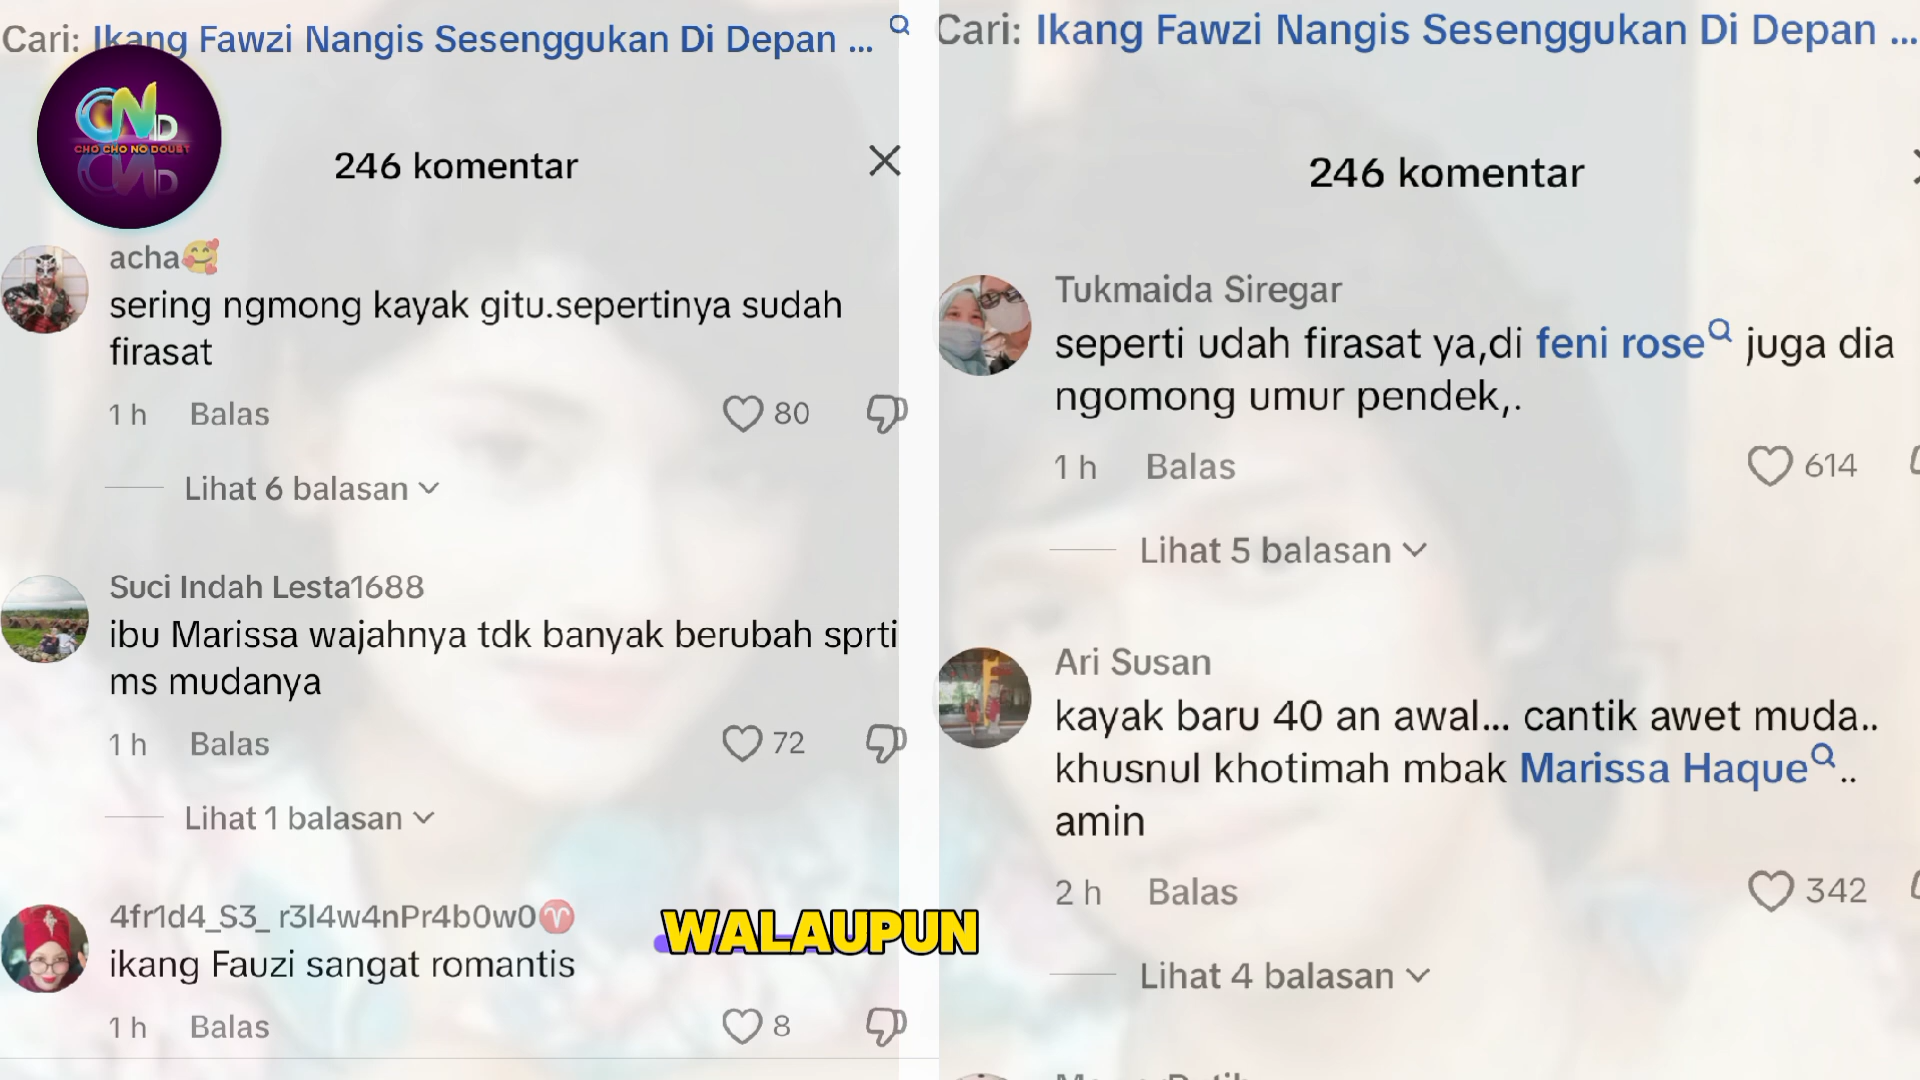 Cari: Ikang Fawzi Nangis Sesenggukan Di Depan ...
CND
CHO CHO NO DOUBT
246 komentar
acha🥰
sering ngmong kayak gitu.sepertinya sudah
firasat
1 h Balas 80
Lihat 6 balasan
Suci Indah Lesta1688
ibu Marissa wajahnya tdk banyak berubah sprti
ms mudanya
1 h Balas 72
Lihat 1 balasan
4fr1d4_S3_ r3l4w4nPr4b0w0♈
ikang Fauzi sangat romantis
1 h Balas 8
WALAUPUN
Cari: Ikang Fawzi Nangis Sesenggukan Di Depan ...
246 komentar
Tukmaida Siregar
seperti udah firasat ya,di feni rose juga dia
ngomong umur pendek,.
1 h Balas 614
Lihat 5 balasan
Ari Susan
kayak baru 40 an awal... cantik awet muda..
khusnul khotimah mbak Marissa Haque..
amin
2 h Balas 342
Lihat 4 balasan